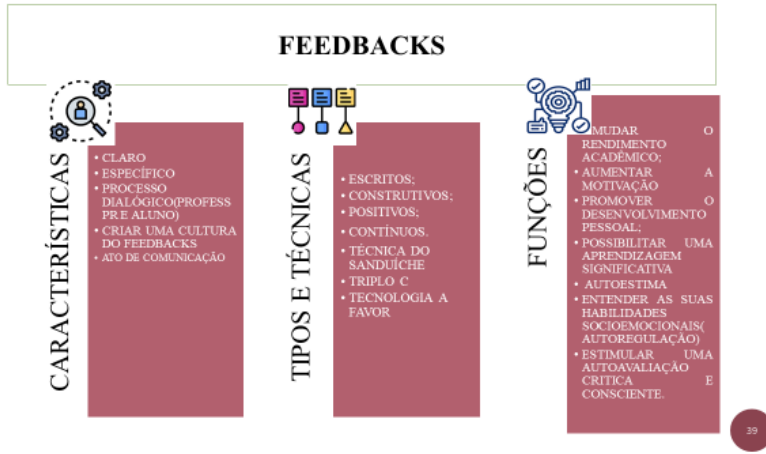 FEEDBACKS
CARACTERÍSTICAS
• CLARO
• ESPECÍFICO
• PROCESSO
DIALÓGICO(PROFESS
PR E ALUNO)
• CRIAR UMA CULTURA
DO FEEDBACKS
• ATO DE COMUNICAÇÃO
TIPOS E TÉCNICAS
• ESCRITOS;
• CONSTRUTIVOS;
• POSITIVOS;
• CONTÍNUOS.
• TÉCNICA DO
SANDUÍCHE
• TRIPLO C
• TECNOLOGIA A
FAVOR
FUNÇÕES
MUDAR O
RENDIMENTO
ACADÊMICO;
• AUMENTAR A
MOTIVAÇÃO
• PROMOVER O
DESENVOLVIMENTO
PESSOAL;
• POSSIBILITAR UMA
APRENDIZAGEM
SIGNIFICATIVA
• AUTOESTIMA
• ENTENDER AS SUAS
HABILIDADES
SOCIOEMOCIONAIS(
AUTOREGULAÇÃO)
• ESTIMULAR UMA
AUTOAVALIAÇÃO
CRITICA E
CONSCIENTE.
39